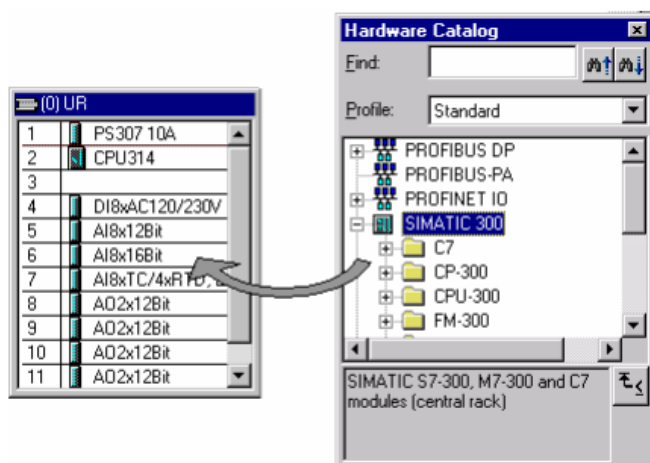 (0) UR
1 PS307 10A
2 CPU314
3
4 DI8xAC120/230V
5 AI8x12Bit
6 AI8x16Bit
7 AI8xTC/4xRTD,
8 AO2x12Bit
9 AO2x12Bit
10 AO2x12Bit
11 AO2x12Bit
Hardware Catalog
Find:
Profile: Standard
PROFIBUS DP
PROFIBUS-PA
PROFINET IO
SIMATIC 300
C7
CP-300
CPU-300
FM-300
SIMATIC S7-300, M7-300 and C7
modules (central rack)